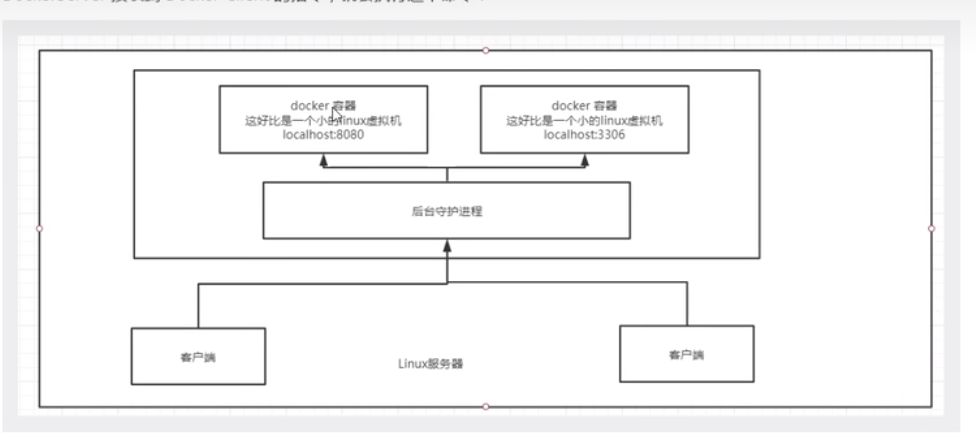 docker 容器
这好比是一个小的linux虚拟机
localhost:8080
docker 容器
这好比是一个小的linux虚拟机
localhost:3306
后台守护进程
客户端
Linux服务器
客户端